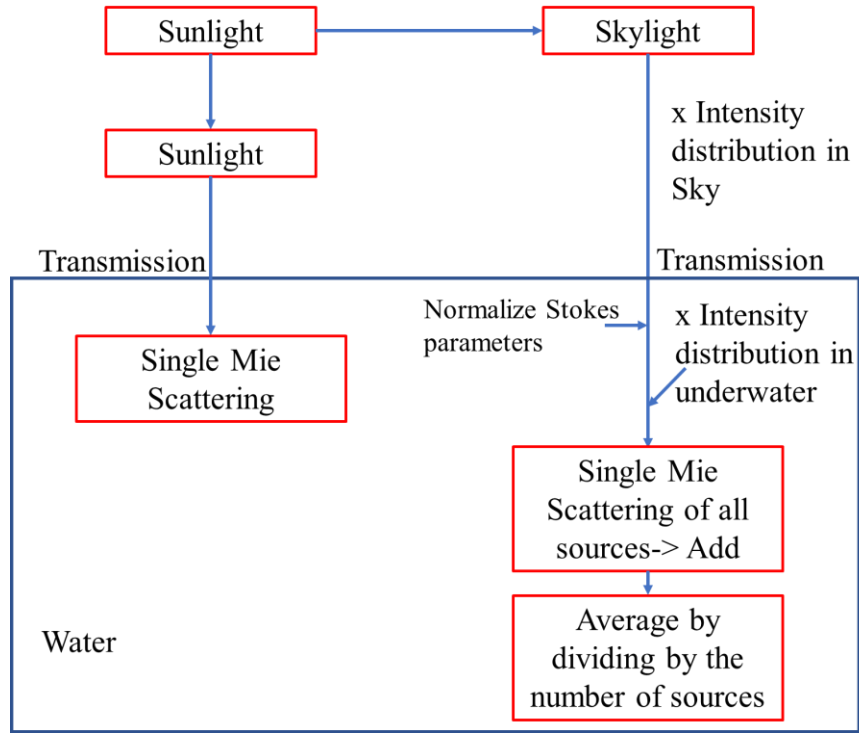 Sunlight
Skylight
x Intensity
distribution in
Sky
Sunlight
Transmission
Transmission
Normalize Stokes
parameters
x Intensity
distribution in
underwater
Single Mie
Scattering
Single Mie
Scattering of all
sources-> Add
Average by
dividing by the
number of sources
Water